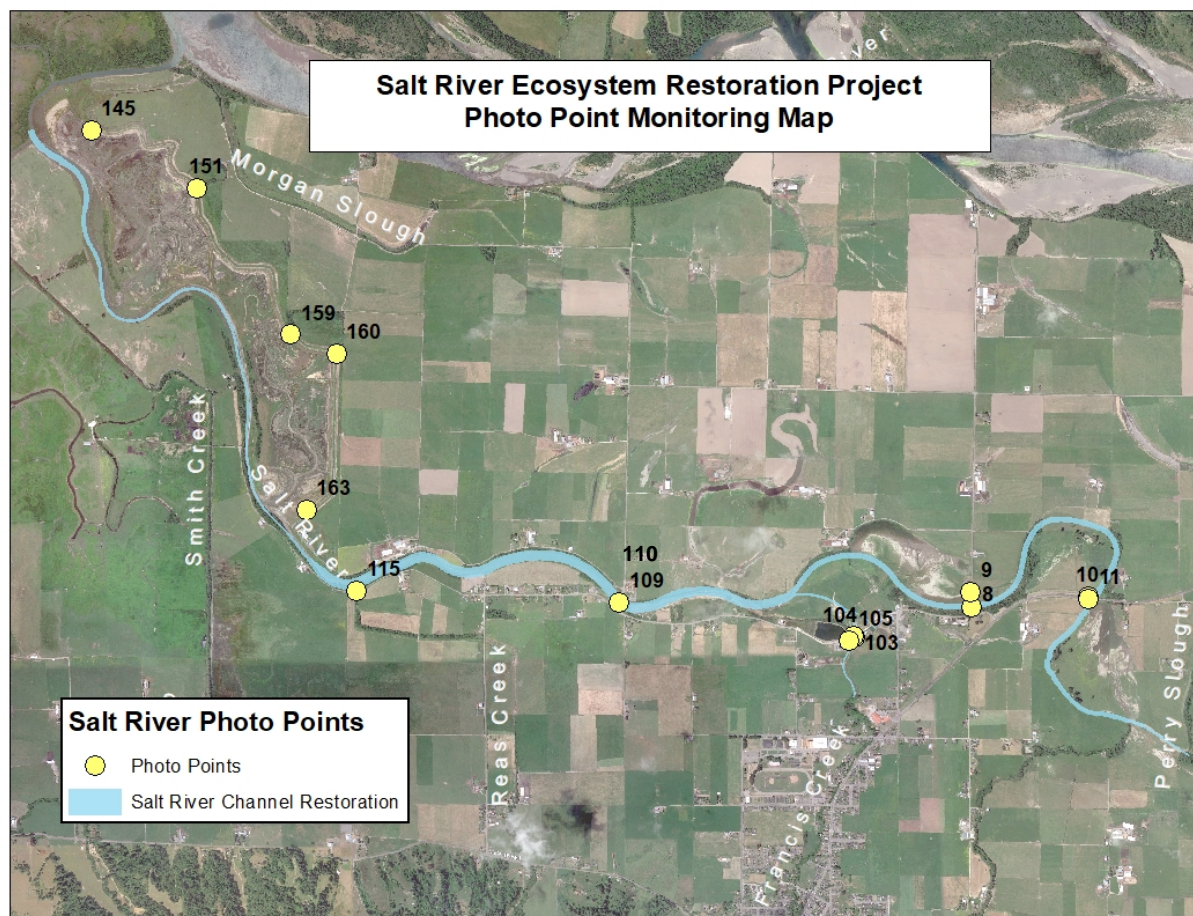 Salt River Ecosystem Restoration Project
Photo Point Monitoring Map
River
145
151
Morgan Slough
159
160
Smith Creek
163
Salt River
115
110
109
9
8
10
11
104
105
103
Reas Creek
Francis Creek
Perry Slough
Salt River Photo Points
Photo Points
Salt River Channel Restoration